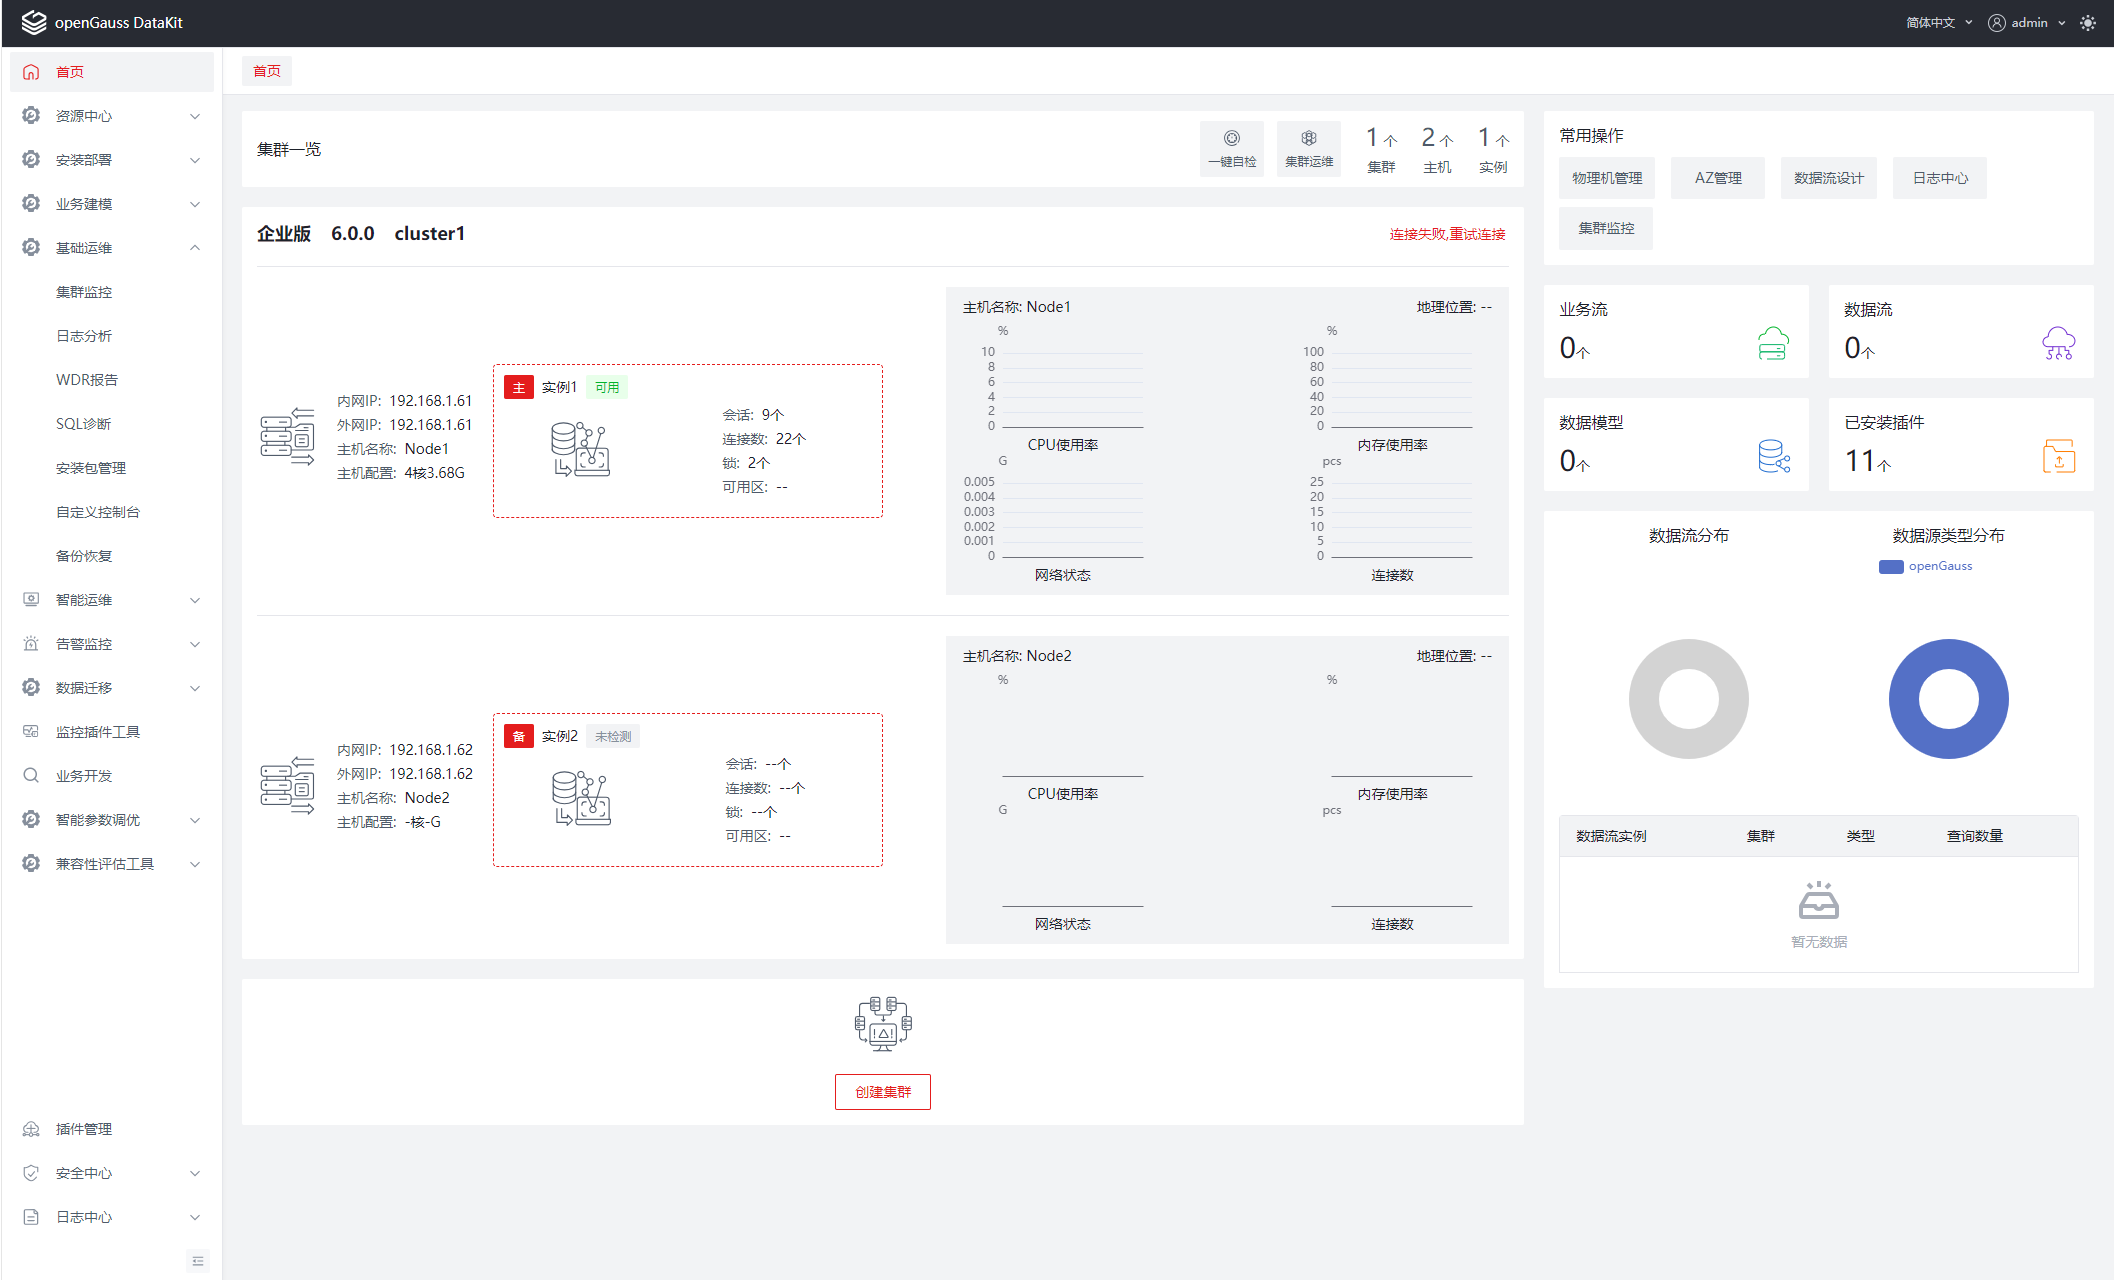 openGauss DataKit
简体中文
admin
首页
资源中心
安装部署
业务建模
基础运维
集群监控
日志分析
WDR报告
SQL诊断
安装包管理
自定义控制台
备份恢复
智能运维
告警监控
数据迁移
监控插件工具
业务开发
智能参数调优
兼容性评估工具
插件管理
安全中心
日志中心
首页
集群一览
一键自检
集群运维
1个
集群
2个
主机
1个
实例
企业版 6.0.0 cluster1
连接失败,重试连接
内网IP: 192.168.1.61
外网IP: 192.168.1.61
主机名称: Node1
主机配置: 4核3.68G
主 实例1 可用
会话: 9个
连接数: 22个
锁: 2个
可用区: --
主机名称: Node1
地理位置: --
%
10
8
6
4
2
0
CPU使用率
%
100
80
60
40
20
0
内存使用率
G
0.005
0.004
0.003
0.002
0.001
0
网络状态
pcs
25
20
15
10
5
0
连接数
内网IP: 192.168.1.62
外网IP: 192.168.1.62
主机名称: Node2
主机配置: -核-G
备 实例2 未检测
会话: --个
连接数: --个
锁: --个
可用区: --
主机名称: Node2
地理位置: --
%
CPU使用率
%
内存使用率
G
网络状态
pcs
连接数
创建集群
常用操作
物理机管理
AZ管理
数据流设计
日志中心
集群监控
业务流
0个
数据流
0个
数据模型
0个
已安装插件
11个
数据流分布
数据源类型分布
openGauss
数据流实例 集群 类型 查询数量
暂无数据